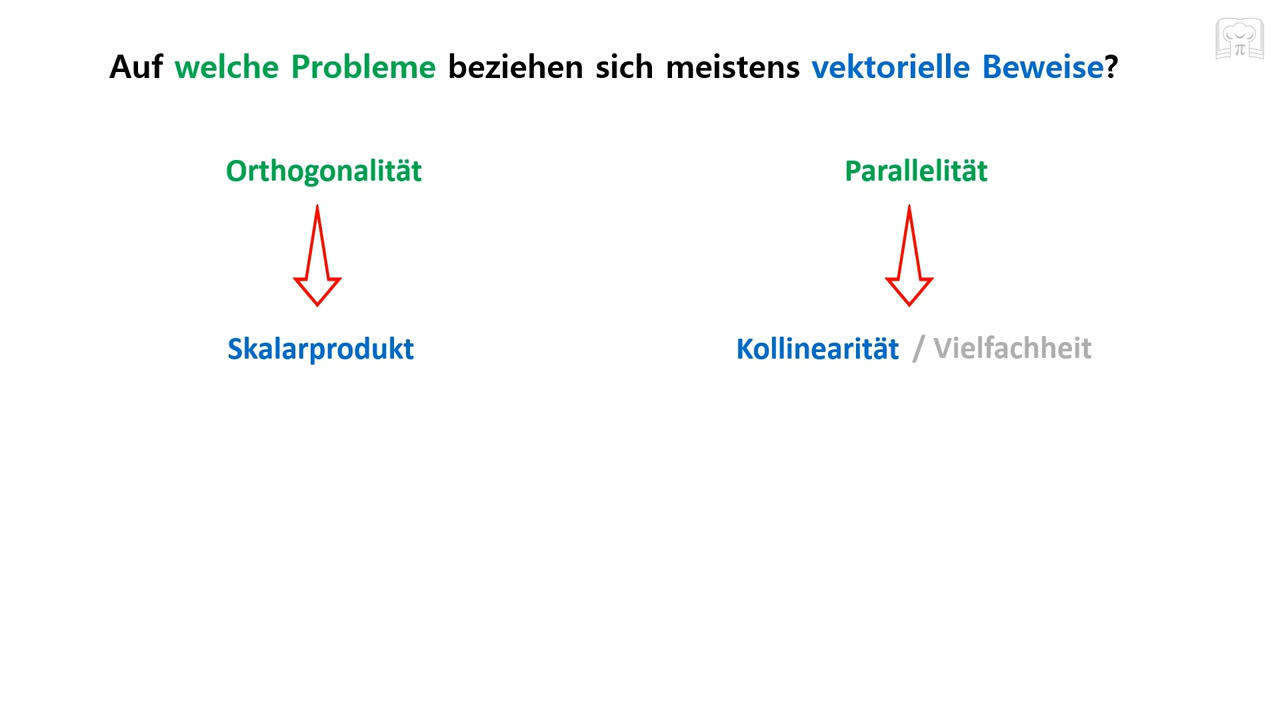 Auf welche Probleme beziehen sich meistens vektorielle Beweise?
Orthogonalität
Parallelität
Skalarprodukt
Kollinearität / Vielfachheit
π